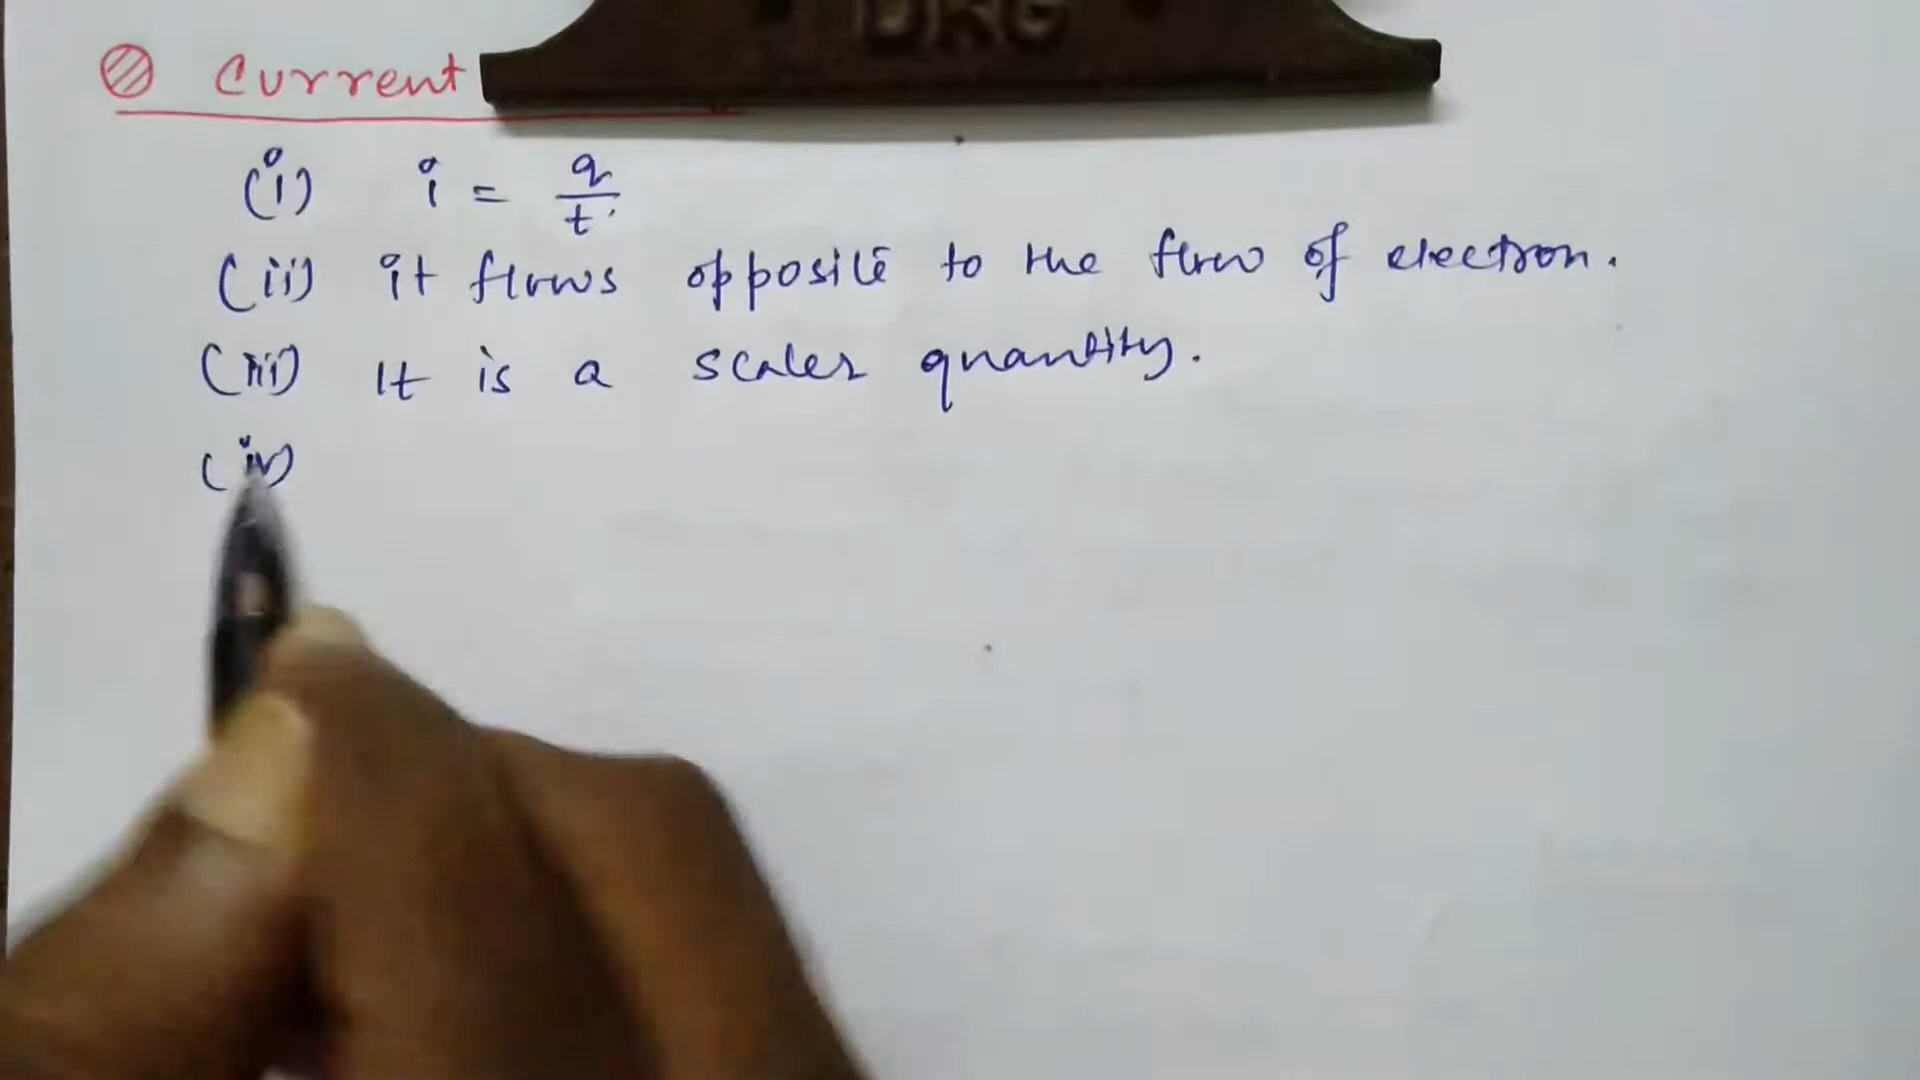 Current
(i) i = q/t
(ii) it flows opposite to the flow of electron.
(iii) It is a scaler quantity.
(iv)